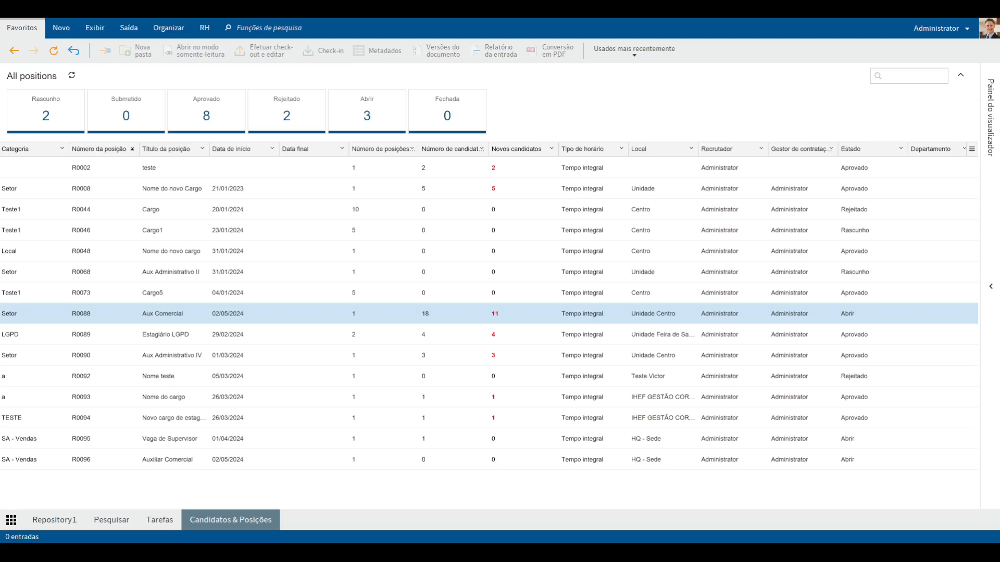 Favoritos Novo Exibir Saída Organizar RH Funções de pesquisa Administrator
Nova pasta Abrir no modo somente-leitura Efetuar check-out e editar Check-in Metadados Versões do documento Relatório da entrada Conversão em PDF Usados mais recentemente
All positions
Painel do visualizador
Rascunho Submetido Aprovado Rejeitado Abrir Fechada
2 0 8 2 3 0
Categoria Número da posição Título da posição Data de início Data final Número de posições... Número de candidat... Novos candidatos Tipo de horário Local Recrutador Gestor de contrataç... Estado Departamento
R0002 teste 1 2 2 Tempo integral Administrator Aprovado
Setor R0008 Nome do novo Cargo 21/01/2023 1 5 5 Tempo integral Unidade Administrator Administrator Aprovado
Teste1 R0044 Cargo 20/01/2024 10 0 0 Tempo integral Centro Administrator Administrator Rejeitado
Teste1 R0046 Cargo1 23/01/2024 5 0 0 Tempo integral Centro Administrator Administrator Rascunho
Local R0048 Nome do novo cargo 31/01/2024 1 0 0 Tempo integral Centro Administrator Administrator Aprovado
Setor R0068 Aux Administrativo II 31/01/2024 1 0 0 Tempo integral Unidade Administrator Administrator Rascunho
Teste1 R0073 Cargo5 04/01/2024 5 0 0 Tempo integral Centro Administrator Administrator Aprovado
Setor R0088 Aux Comercial 02/05/2024 1 18 11 Tempo integral Unidade Centro Administrator Administrator Abrir
LGPD R0089 Estagiário LGPD 29/02/2024 2 4 4 Tempo integral Unidade Feira de Sa... Administrator Administrator Aprovado
Setor R0090 Aux Administrativo IV 01/03/2024 1 3 3 Tempo integral Unidade Centro Administrator Administrator Aprovado
a R0092 Nome teste 05/03/2024 1 0 0 Tempo integral Teste Victor Administrator Administrator Rejeitado
a R0093 Nome do cargo 26/03/2024 1 1 1 Tempo integral IHEF GESTÃO COR... Administrator Administrator Aprovado
TESTE R0094 Novo cargo de estag... 26/03/2024 1 1 1 Tempo integral IHEF GESTÃO COR... Administrator Administrator Aprovado
SA - Vendas R0095 Vaga de Supervisor 01/04/2024 1 1 0 Tempo integral HQ - Sede Administrator Administrator Abrir
SA - Vendas R0096 Auxiliar Comercial 02/05/2024 1 0 0 Tempo integral HQ - Sede Administrator Administrator Abrir
Repository1 Pesquisar Tarefas Candidatos & Posições
0 entradas